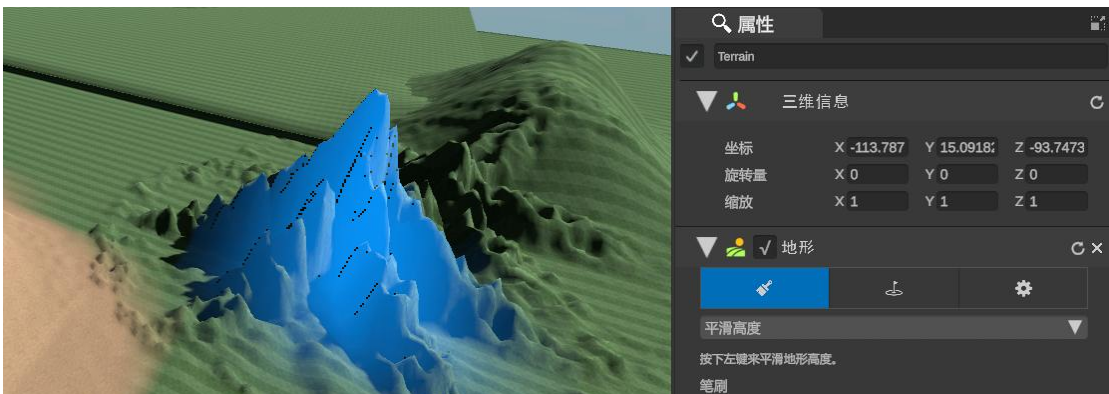 属性
Terrain
三维信息
坐标 X -113.787 Y 15.0918 Z -93.7473
旋转量 X 0 Y 0 Z 0
缩放 X 1 Y 1 Z 1
地形
平滑高度
按下左键来平滑地形高度。
笔刷